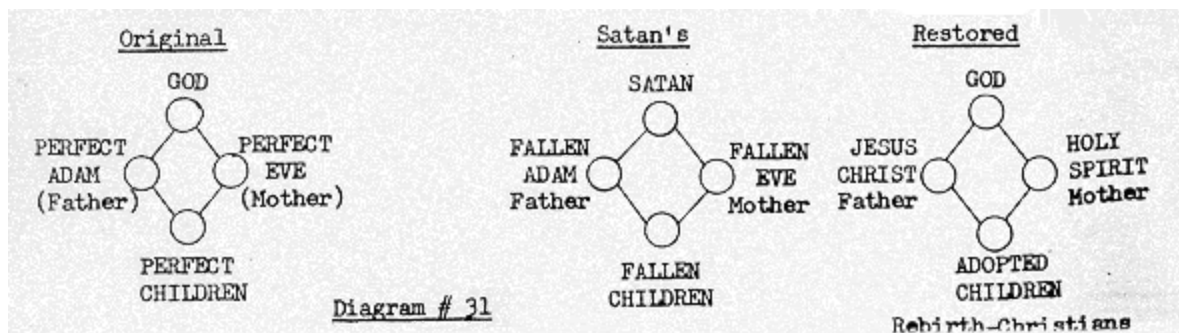 Original
GOD
PERFECT
ADAM
(Father)
PERFECT
EVE
(Mother)
PERFECT
CHILDREN
Diagram # 31
Satan's
SATAN
FALLEN
ADAM
Father
FALLEN
EVE
Mother
FALLEN
CHILDREN
Restored
GOD
JESUS
CHRIST
Father
HOLY
SPIRIT
Mother
ADOPTED
CHILDREN
Rebirth-Christians